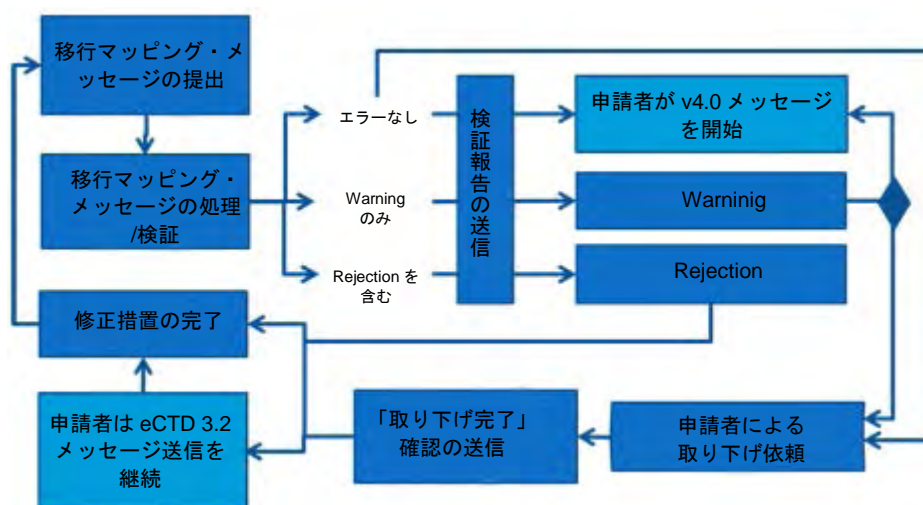 移行マッピング・メ
ッセージの提出
移行マッピング・
メッセージの処理
/検証
エラーなし
Warning
のみ
Rejection を
含む
検証報告の送信
申請者が v4.0 メッセージ
を開始
Warninig
Rejection
修正措置の完了
申請者は eCTD 3.2
メッセージ送信を
継続
「取り下げ完了」
確認の送信
申請者による
取り下げ依頼